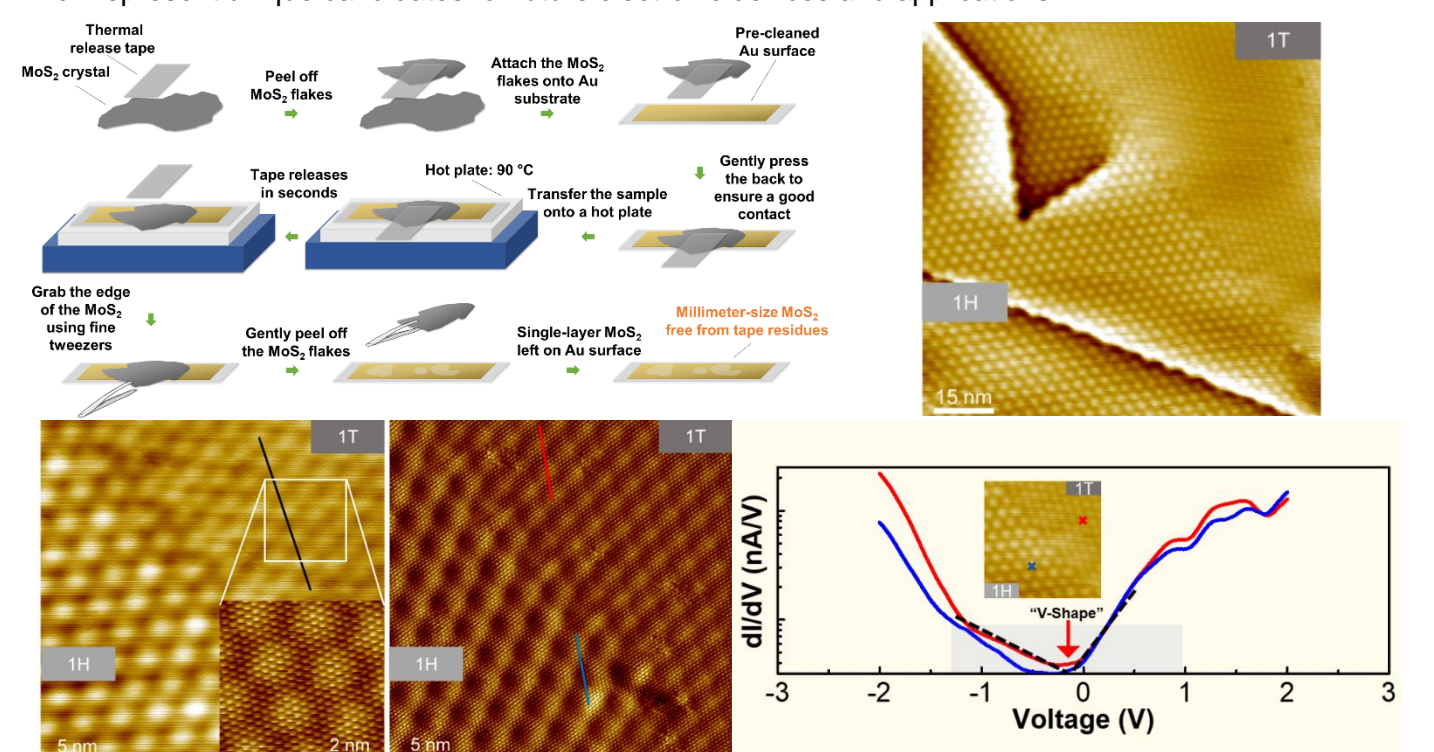 Thermal
release tape
MoS2 crystal
Peel off
MoS2 flakes
Attach the MoS2
flakes onto Au
substrate
Pre-cleaned
Au surface
Gently press
the back to
ensure a good
contact
Transfer the sample
onto a hot plate
Hot plate: 90 °C
Tape releases
in seconds
Grab the edge
of the MoS2
using fine
tweezers
Gently peel off
the MoS2 flakes
Single-layer MoS2
left on Au surface
Millimeter-size MoS2
free from tape residues
1T
1H
15 nm
1T
1H
5 nm
2 nm
1T
1H
5 nm
dI/dV (nA/V)
1T
1H
“V-Shape”
-3 -2 -1 0 1 2 3
Voltage (V)